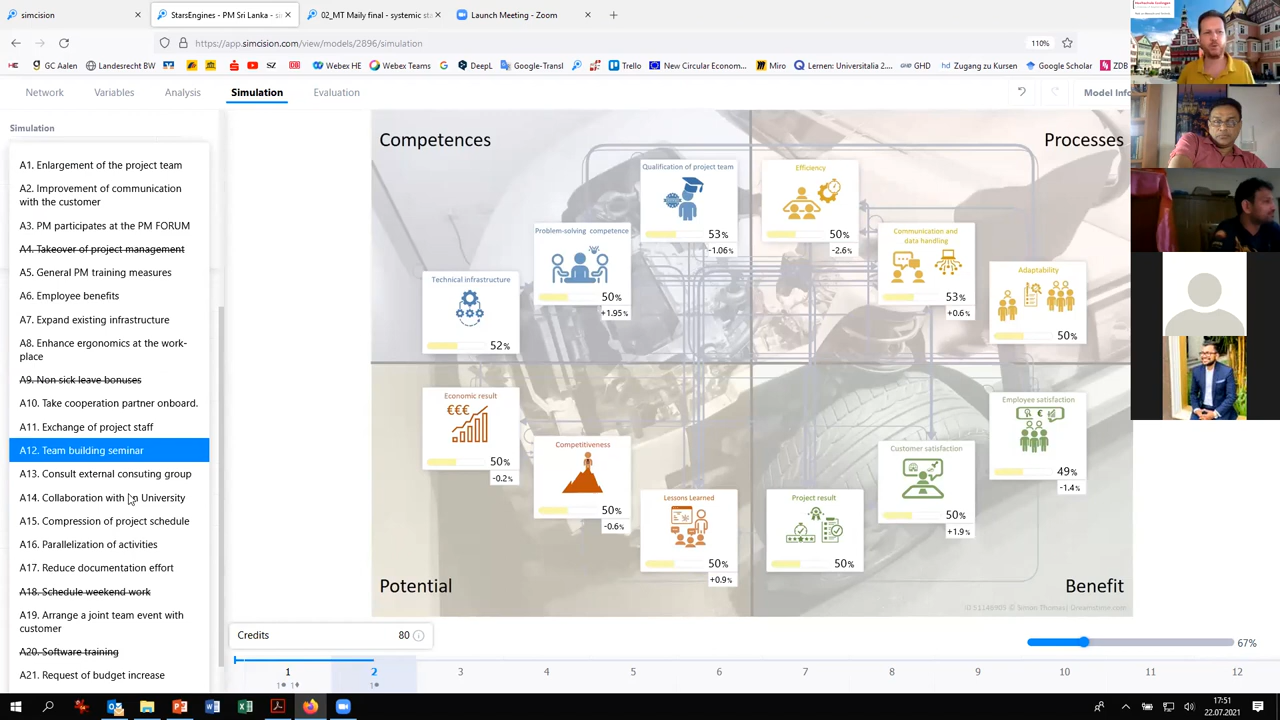 simcision
StarsEngines - PM Sri Lanka - si
02_MT Maily final - systemic st
Launch Meeting - Zoom
https://pm.simcision.com/view/my-projects/2896/simulation
110%
GC Aalen
Landesrecht BW
SZ
Webex HE
Webex Teams
DeepL
Google-Transl
Trello
New Circular Econom...
Miro
Lernen: Universitalia 2...
GHD
Zugang zu Kursen
Google Scholar
ZDB
Hochschule Esslingen
Network
Variables
Analysis
Simulation
Evaluation
Model Info
Simulation
A1. Enlargement of the project team
A2. Improvement of communication
with the customer
A3. PM participates at the PM FORUM
A4. Takeover of project management
A5. General PM training measures
A6. Employee benefits
A7. Expand existing infrastructure
A8. Enhance ergonomics at the work-
place
A9. Non sick leave bonuses
A10. Take cooperation partner onboard.
A11. Exchange of project staff
A12. Team building seminar
A13. Consult external consuting group
A14. Collaboration with University
A15. Compression of project schedule
A16. Parallelization of activities
A17. Reduce documentation effort
A18. Schedule weekend work
A19. Arrange a joint team event with
customer
A20. Software training
A21. Request of budget increase
Competences
Processes
Qualification of project team
53%
-1.06%
Efficiency
50%
-2.6%
Problem-solving competence
50%
+1.95%
Communication and
data handling
53%
+0.6%
Technical infrastructure
52%
Adaptability
50%
Economic result
€€€
50%
-0.2%
Employee satisfaction
49%
-1.4%
Competitiveness
50%
-0.6%
Customer satisfaction
50%
+1.9%
Lessons Learned
50%
+0.9%
Project result
50%
Potential
Benefit
Credits
80
67%
1 2 3 4 5 6 7 8 9 10 11 12
17:51
22.07.2021